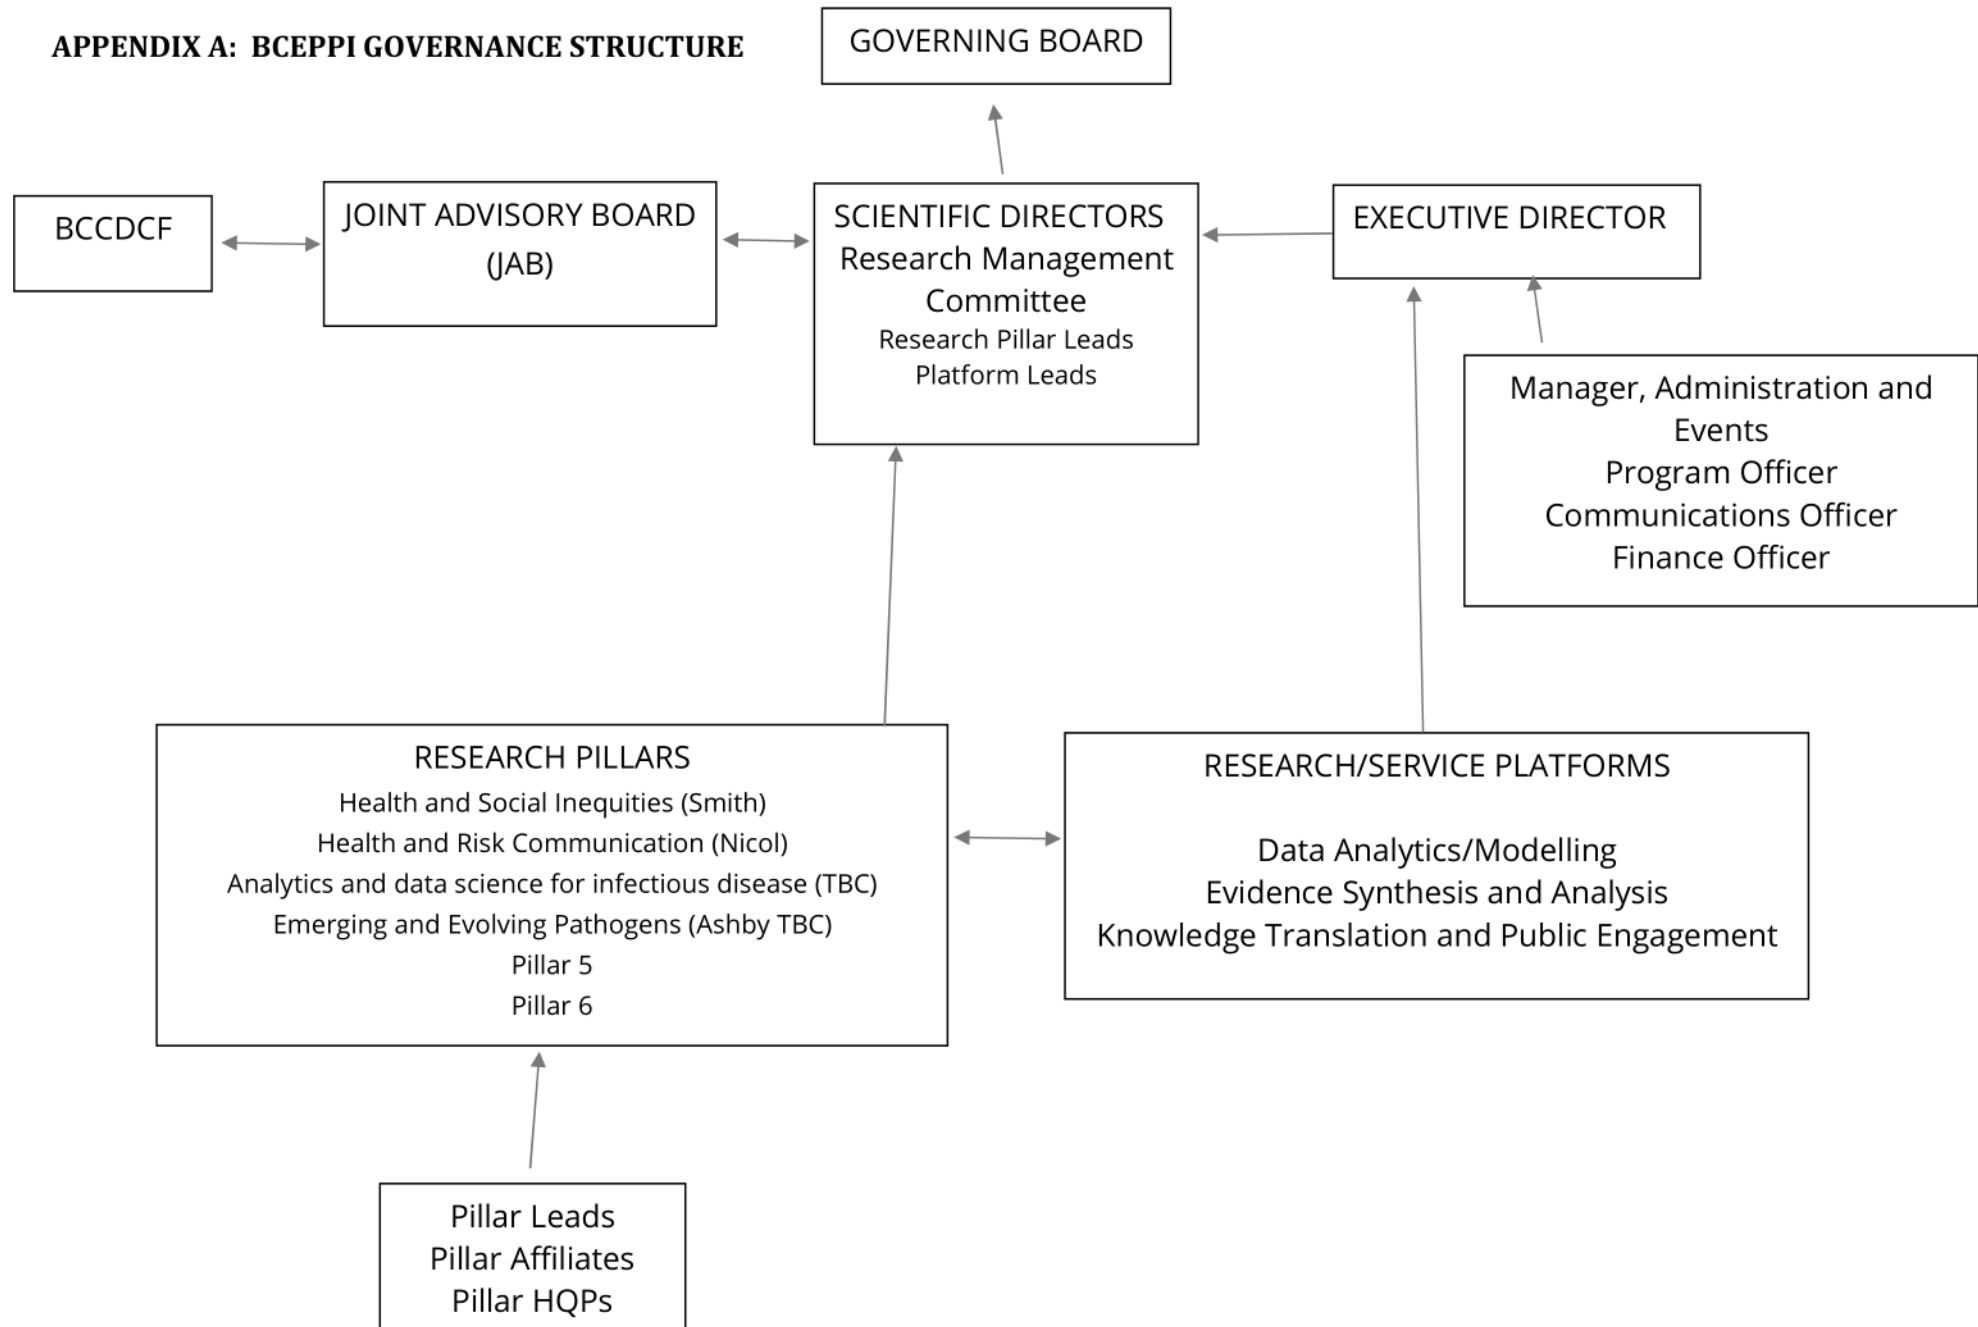 APPENDIX A: BCEPPI GOVERNANCE STRUCTURE
GOVERNING BOARD
BCCDCF
JOINT ADVISORY BOARD
(JAB)
SCIENTIFIC DIRECTORS
Research Management
Committee
Research Pillar Leads
Platform Leads
EXECUTIVE DIRECTOR
Manager, Administration and
Events
Program Officer
Communications Officer
Finance Officer
RESEARCH PILLARS
Health and Social Inequities (Smith)
Health and Risk Communication (Nicol)
Analytics and data science for infectious disease (TBC)
Emerging and Evolving Pathogens (Ashby TBC)
Pillar 5
Pillar 6
RESEARCH/SERVICE PLATFORMS
Data Analytics/Modelling
Evidence Synthesis and Analysis
Knowledge Translation and Public Engagement
Pillar Leads
Pillar Affiliates
Pillar HQPs